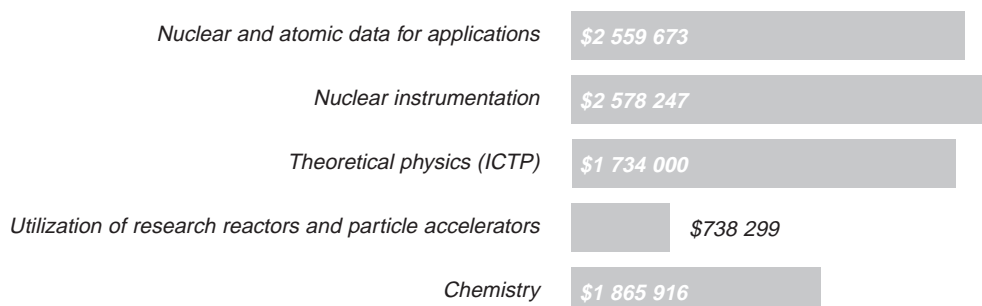 Nuclear and atomic data for applications $2 559 673
Nuclear instrumentation $2 578 247
Theoretical physics (ICTP) $1 734 000
Utilization of research reactors and particle accelerators $738 299
Chemistry $1 865 916